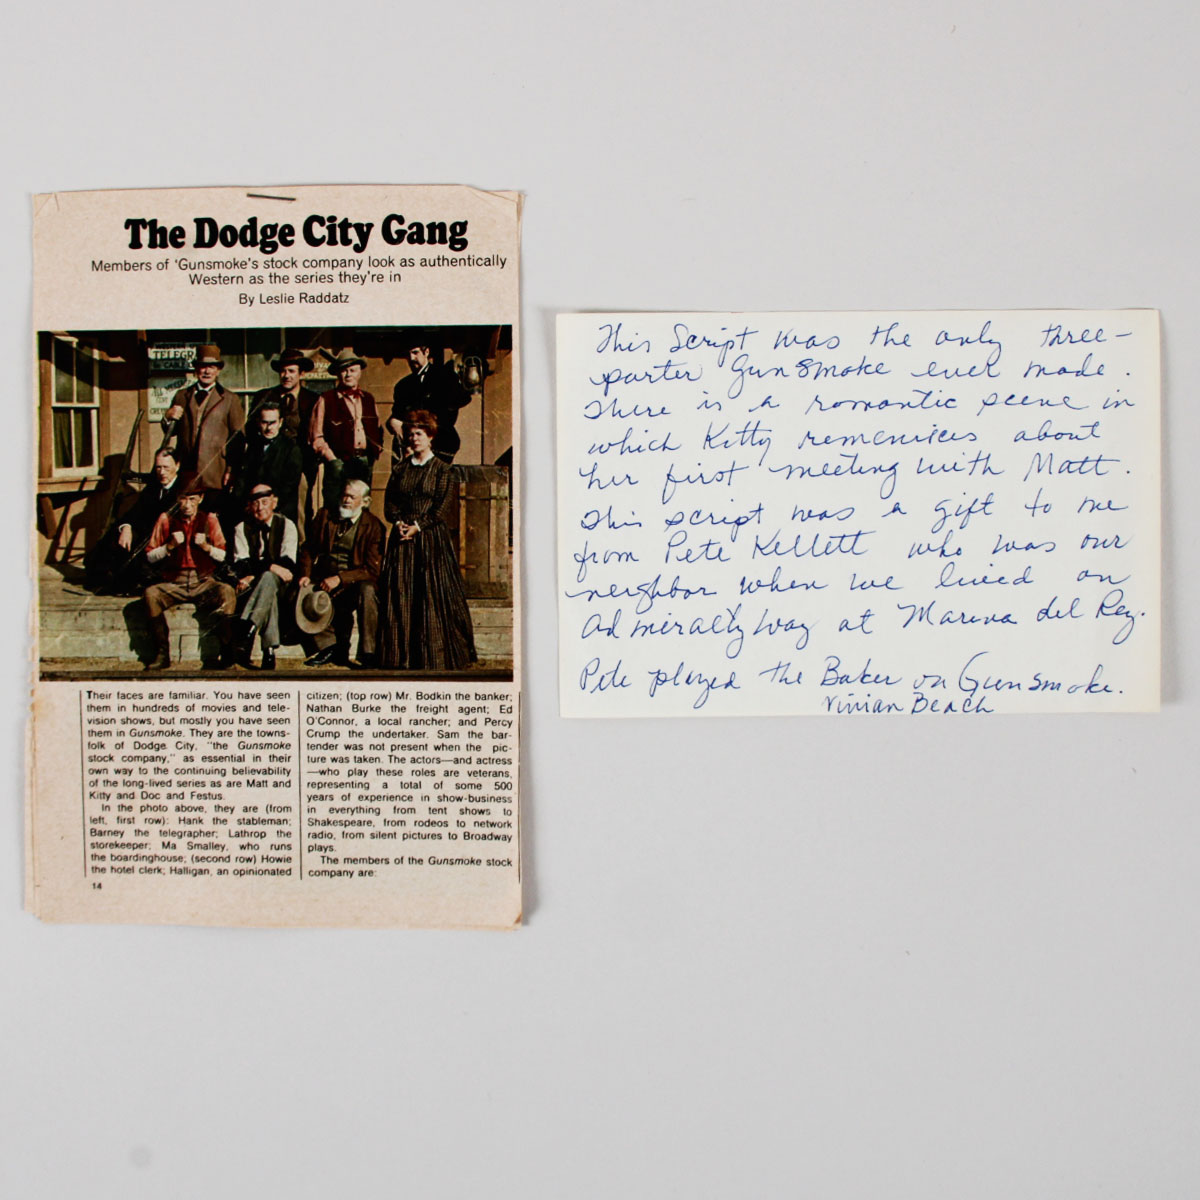 The Dodge City Gang
Members of 'Gunsmoke's stock company look as authentically
Western as the series they're in
By Leslie Raddatz
TELEGR
Their faces are familiar. You have seen
them in hundreds of movies and tele-
vision shows, but mostly you have seen
them in Gunsmoke. They are the towns-
folk of Dodge City, "the Gunsmoke
stock company," as essential in their
own way to the continuing believability
of the long-lived series as are Matt and
Kitty and Doc and Festus.
In the photo above, they are (from
left, first row): Hank the stableman;
Barney the telegrapher; Lathrop the
storekeeper; Ma Smalley, who runs
the boardinghouse; (second row) Howie
the hotel clerk; Halligan, an opinionated
14
citizen; (top row) Mr. Bodkin the banker;
Nathan Burke the freight agent; Ed
O'Connor, a local rancher; and Percy
Crump the undertaker. Sam the bar-
tender was not present when the pic-
ture was taken. The actors—and actress
—who play these roles are veterans,
representing a total of some 500
years of experience in show-business
in everything from tent shows to
Shakespeare, from rodeos to network
radio, from silent pictures to Broadway
plays.
The members of the Gunsmoke stock
company are:
This Script was the only three-
parter GunSmoke ever made.
There is a romantic scene in
which Kitty remenices about
her first meeting with Matt.
This script was a gift to me
from Pete Kellett who was our
neighbor when we lived on
Admiralty Way at Marina del Rey.
Pete played the Baker on Gunsmoke.
Vivian Beach